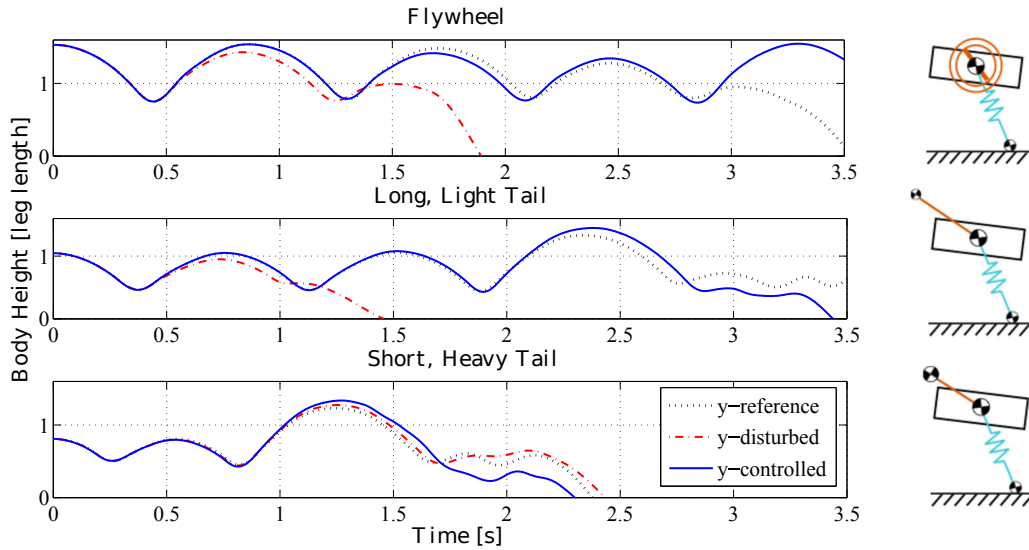 Flywheel
1
0
0 0.5 1 1.5 2 2.5 3 3.5
Long, Light Tail
1
0
0 0.5 1 1.5 2 2.5 3 3.5
Short, Heavy Tail
1
0
0 0.5 1 1.5 2 2.5 3 3.5
y-reference
y-disturbed
y-controlled
Time [s]
Body Height [leg length]